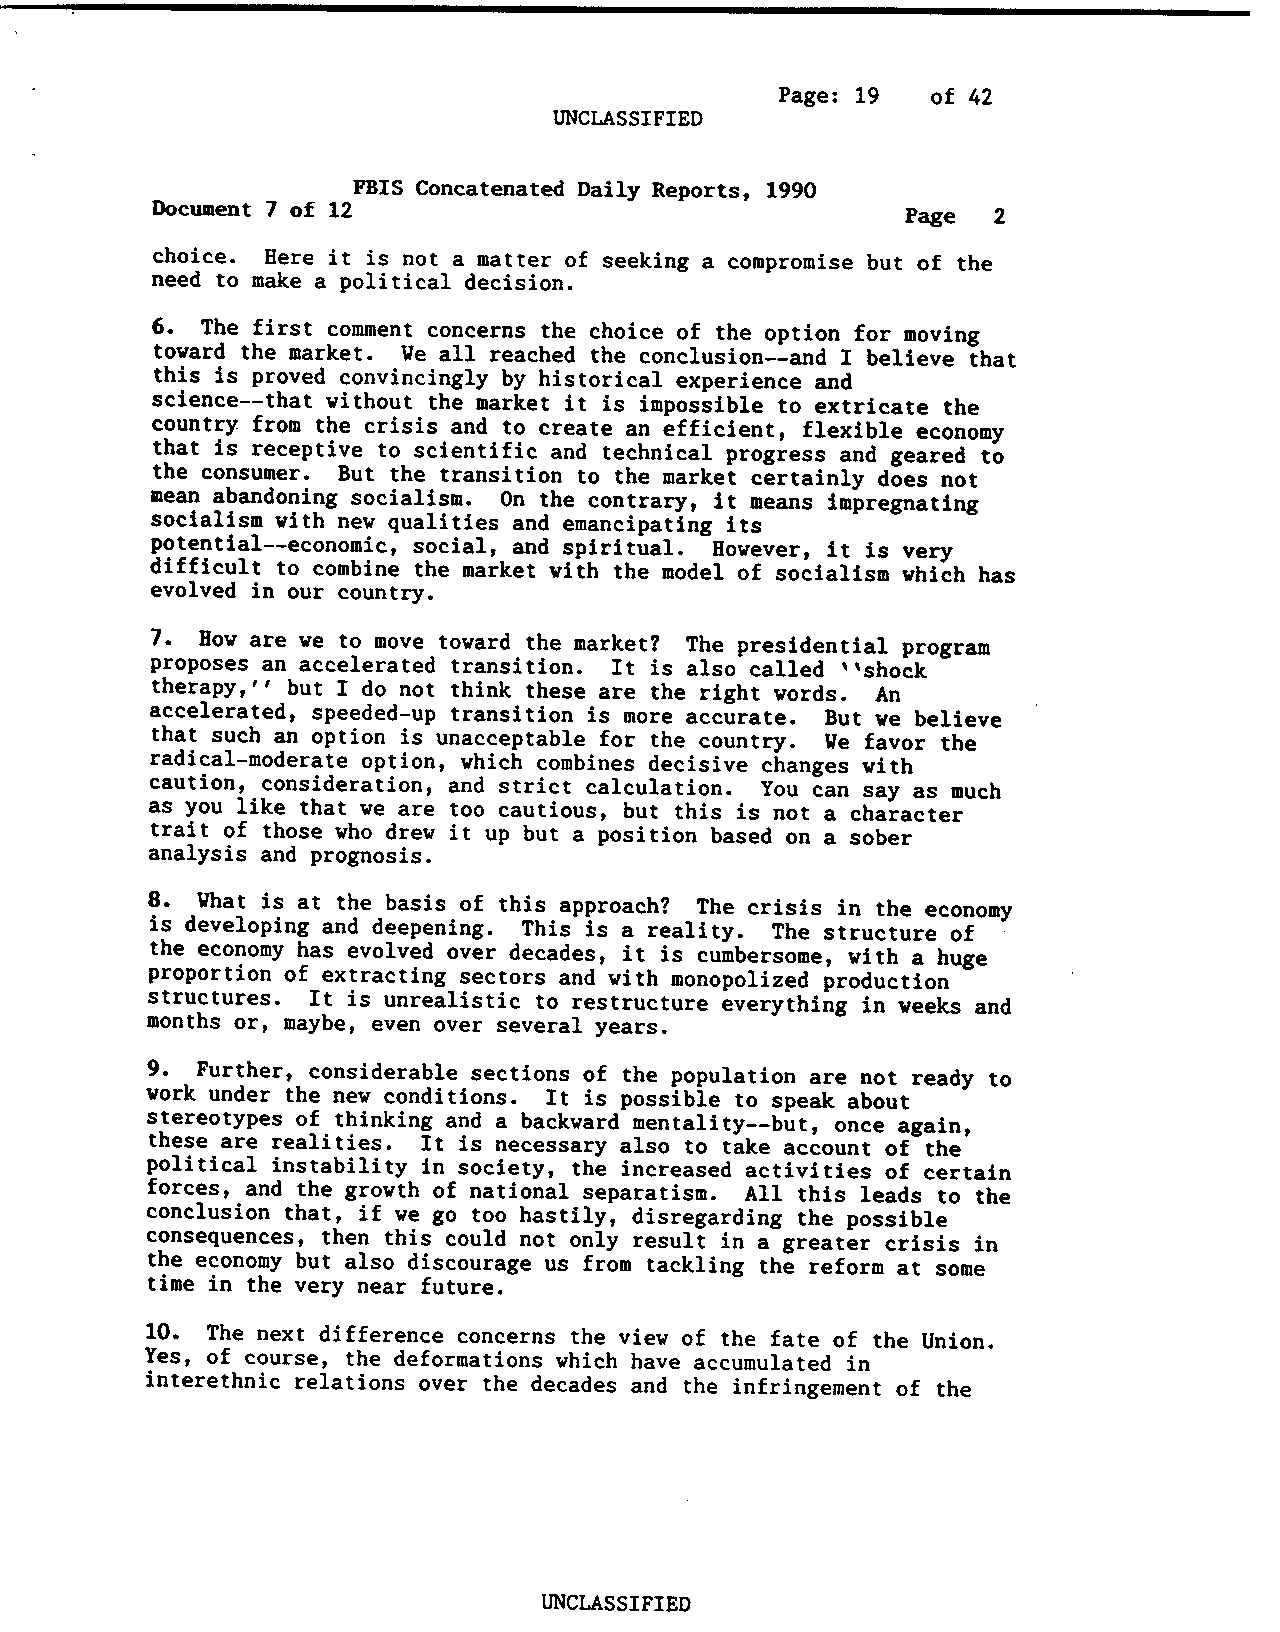 Page: 19 of 42
UNCLASSIFIED
FBIS Concatenated Daily Reports, 1990
Document 7 of 12 Page 2
choice. Here it is not a matter of seeking a compromise but of the
need to make a political decision.
6. The first comment concerns the choice of the option for moving
toward the market. We all reached the conclusion--and I believe that
this is proved convincingly by historical experience and
science--that without the market it is impossible to extricate the
country from the crisis and to create an efficient, flexible economy
that is receptive to scientific and technical progress and geared to
the consumer. But the transition to the market certainly does not
mean abandoning socialism. On the contrary, it means impregnating
socialism with new qualities and emancipating its
potential--economic, social, and spiritual. However, it is very
difficult to combine the market with the model of socialism which has
evolved in our country.
7. How are we to move toward the market? The presidential program
proposes an accelerated transition. It is also called ``shock
therapy,'' but I do not think these are the right words. An
accelerated, speeded-up transition is more accurate. But we believe
that such an option is unacceptable for the country. We favor the
radical-moderate option, which combines decisive changes with
caution, consideration, and strict calculation. You can say as much
as you like that we are too cautious, but this is not a character
trait of those who drew it up but a position based on a sober
analysis and prognosis.
8. What is at the basis of this approach? The crisis in the economy
is developing and deepening. This is a reality. The structure of
the economy has evolved over decades, it is cumbersome, with a huge
proportion of extracting sectors and with monopolized production
structures. It is unrealistic to restructure everything in weeks and
months or, maybe, even over several years.
9. Further, considerable sections of the population are not ready to
work under the new conditions. It is possible to speak about
stereotypes of thinking and a backward mentality--but, once again,
these are realities. It is necessary also to take account of the
political instability in society, the increased activities of certain
forces, and the growth of national separatism. All this leads to the
conclusion that, if we go too hastily, disregarding the possible
consequences, then this could not only result in a greater crisis in
the economy but also discourage us from tackling the reform at some
time in the very near future.
10. The next difference concerns the view of the fate of the Union.
Yes, of course, the deformations which have accumulated in
interethnic relations over the decades and the infringement of the
UNCLASSIFIED